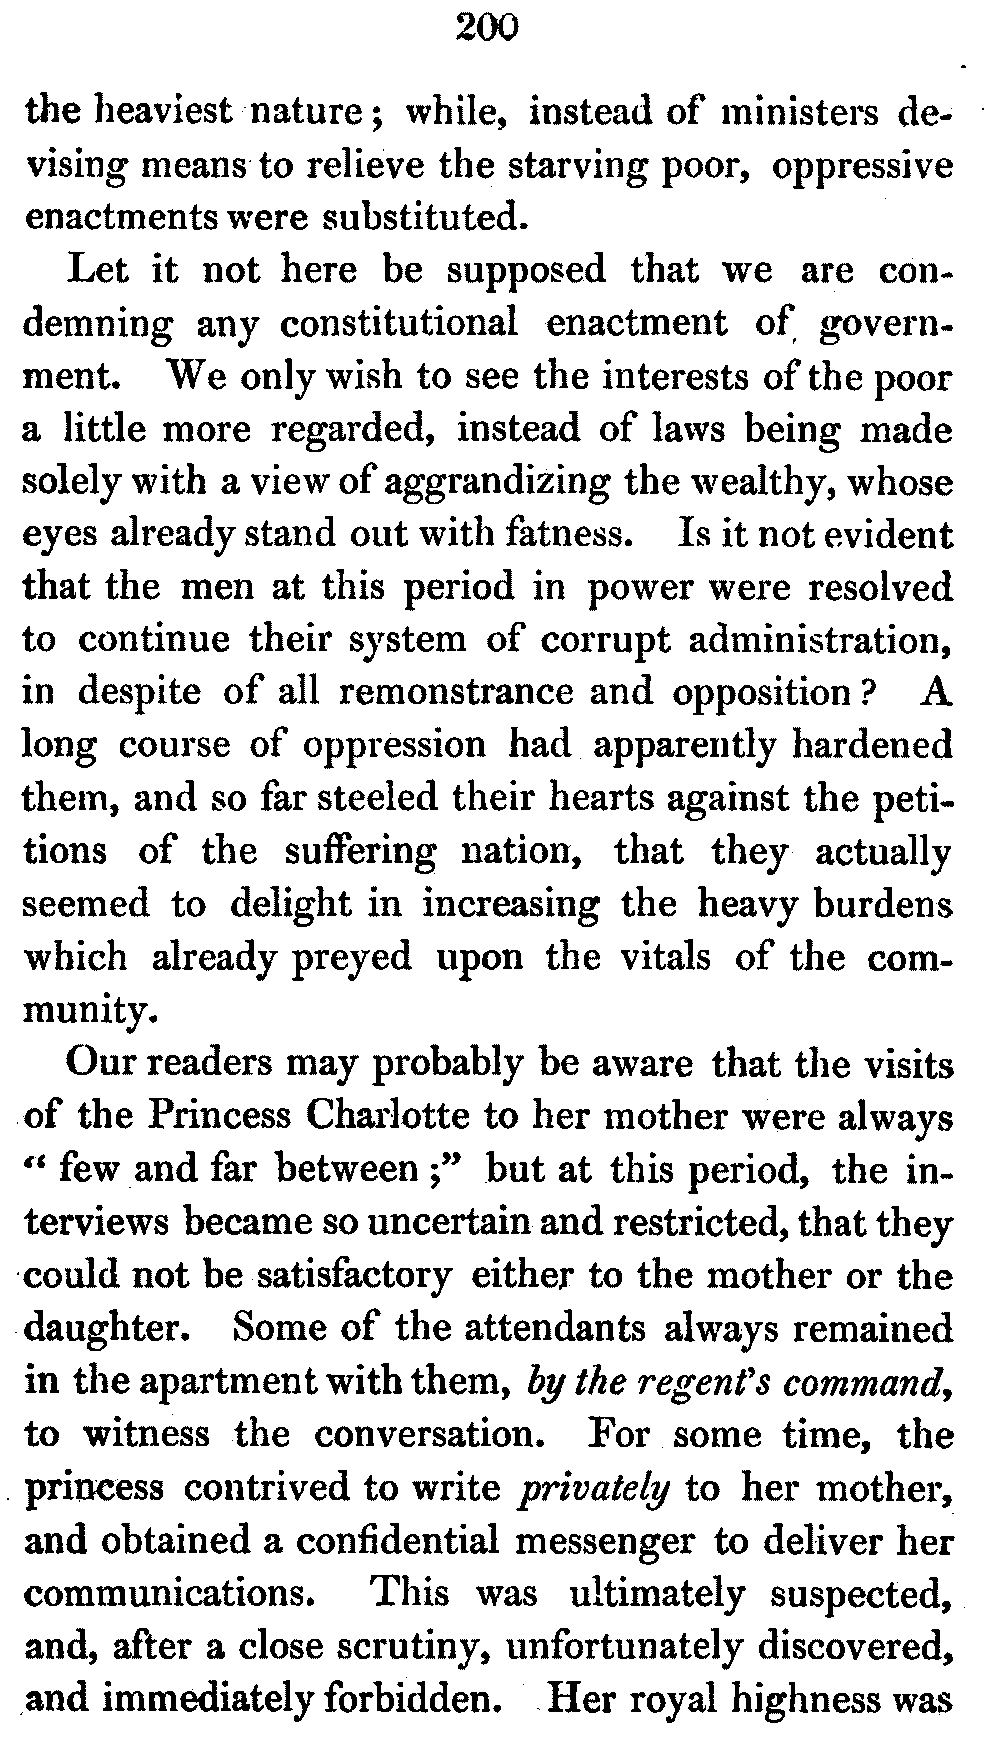 200
the heaviest nature; while, instead of ministers de-
vising means to relieve the starving poor, oppressive
enactments were substituted.
Let it not here be supposed that we are con-
demning any constitutional enactment of govern-
ment. We only wish to see the interests of the poor
a little more regarded, instead of laws being made
solely with a view of aggrandizing the wealthy, whose
eyes already stand out with fatness. Is it not evident
that the men at this period in power were resolved
to continue their system of corrupt administration,
in despite of all remonstrance and opposition? A
long course of oppression had apparently hardened
them, and so far steeled their hearts against the peti-
tions of the suffering nation, that they actually
seemed to delight in increasing the heavy burdens
which already preyed upon the vitals of the com-
munity.
Our readers may probably be aware that the visits
of the Princess Charlotte to her mother were always
“ few and far between ;” but at this period, the in-
terviews became so uncertain and restricted, that they
could not be satisfactory either to the mother or the
daughter. Some of the attendants always remained
in the apartment with them, by the regent's command,
to witness the conversation. For some time, the
princess contrived to write privately to her mother,
and obtained a confidential messenger to deliver her
communications. This was ultimately suspected,
and, after a close scrutiny, unfortunately discovered,
and immediately forbidden. Her royal highness was